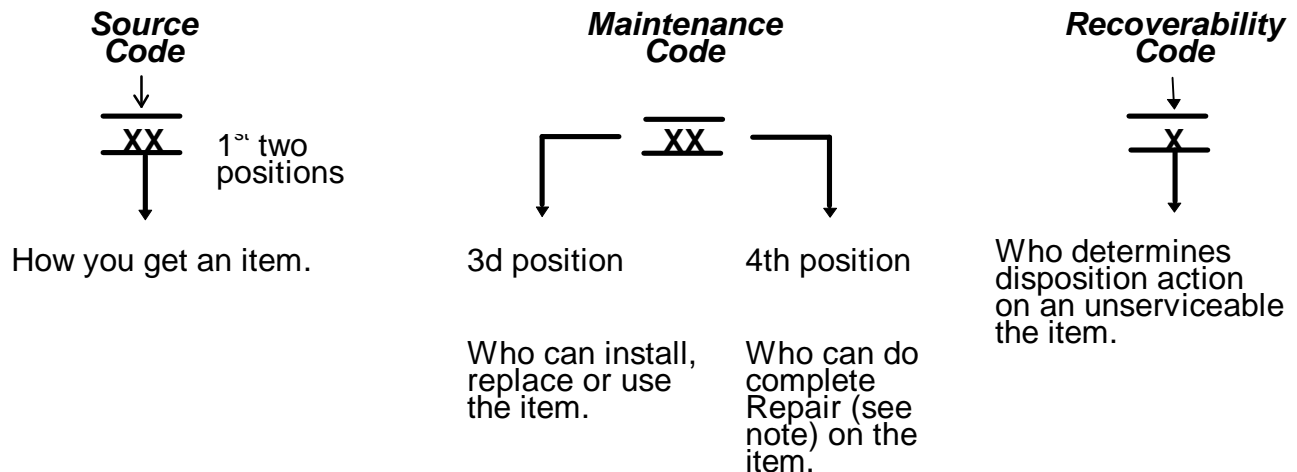 Source
Code
XX
1st two
positions
How you get an item.
Maintenance
Code
XX
3d position
Who can install,
replace or use
the item.
4th position
Who can do
complete
Repair (see
note) on the
item.
Recoverability
Code
X
Who determines
disposition action
on an unserviceable
the item.